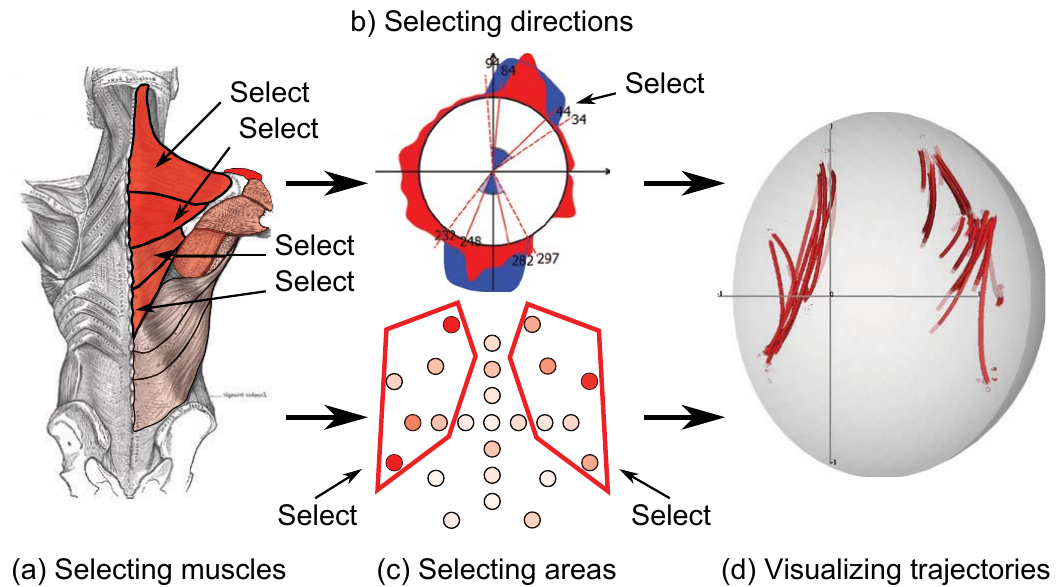 b) Selecting directions
Select
Select
Select
Select
94
84
44
34
232
248
282
297
Select
1
-1
0
-1
Select
Select
(a) Selecting muscles
(c) Selecting areas
(d) Visualizing trajectories